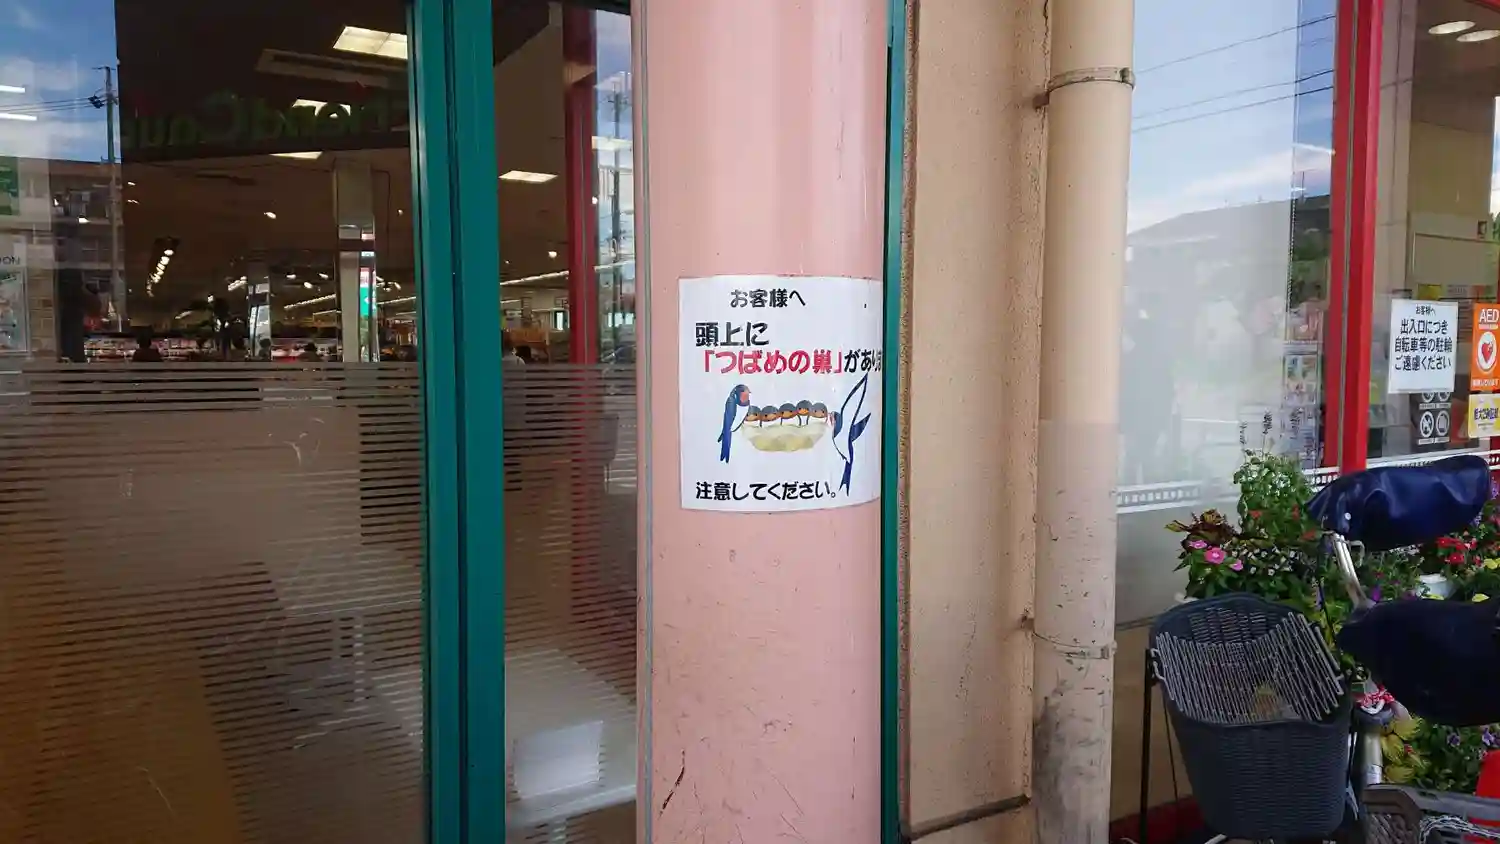 お客様へ
頭上に
「つばめの巣」があり
注意してください。
お客様へ
出入口につき
自転車等の駐輪
ご遠慮ください
AED